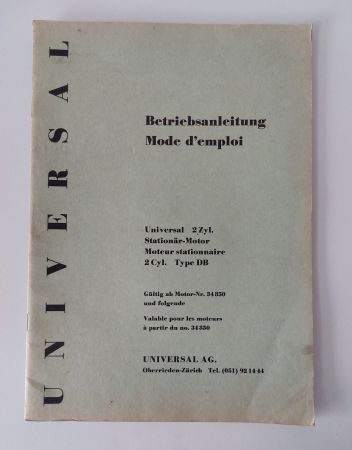 UNIVERSAL
Betriebsanleitung
Mode d'emploi
Universal 2 Zyl.
Stationär-Motor
Moteur stationnaire
2 Cyl. Type DB
Gültig ab Motor-Nr. 34850
und folgende
Valable pour les moteurs
à partir du no. 34850
UNIVERSAL AG.
Oberrieden-Zürich Tel. (051) 92 14 44